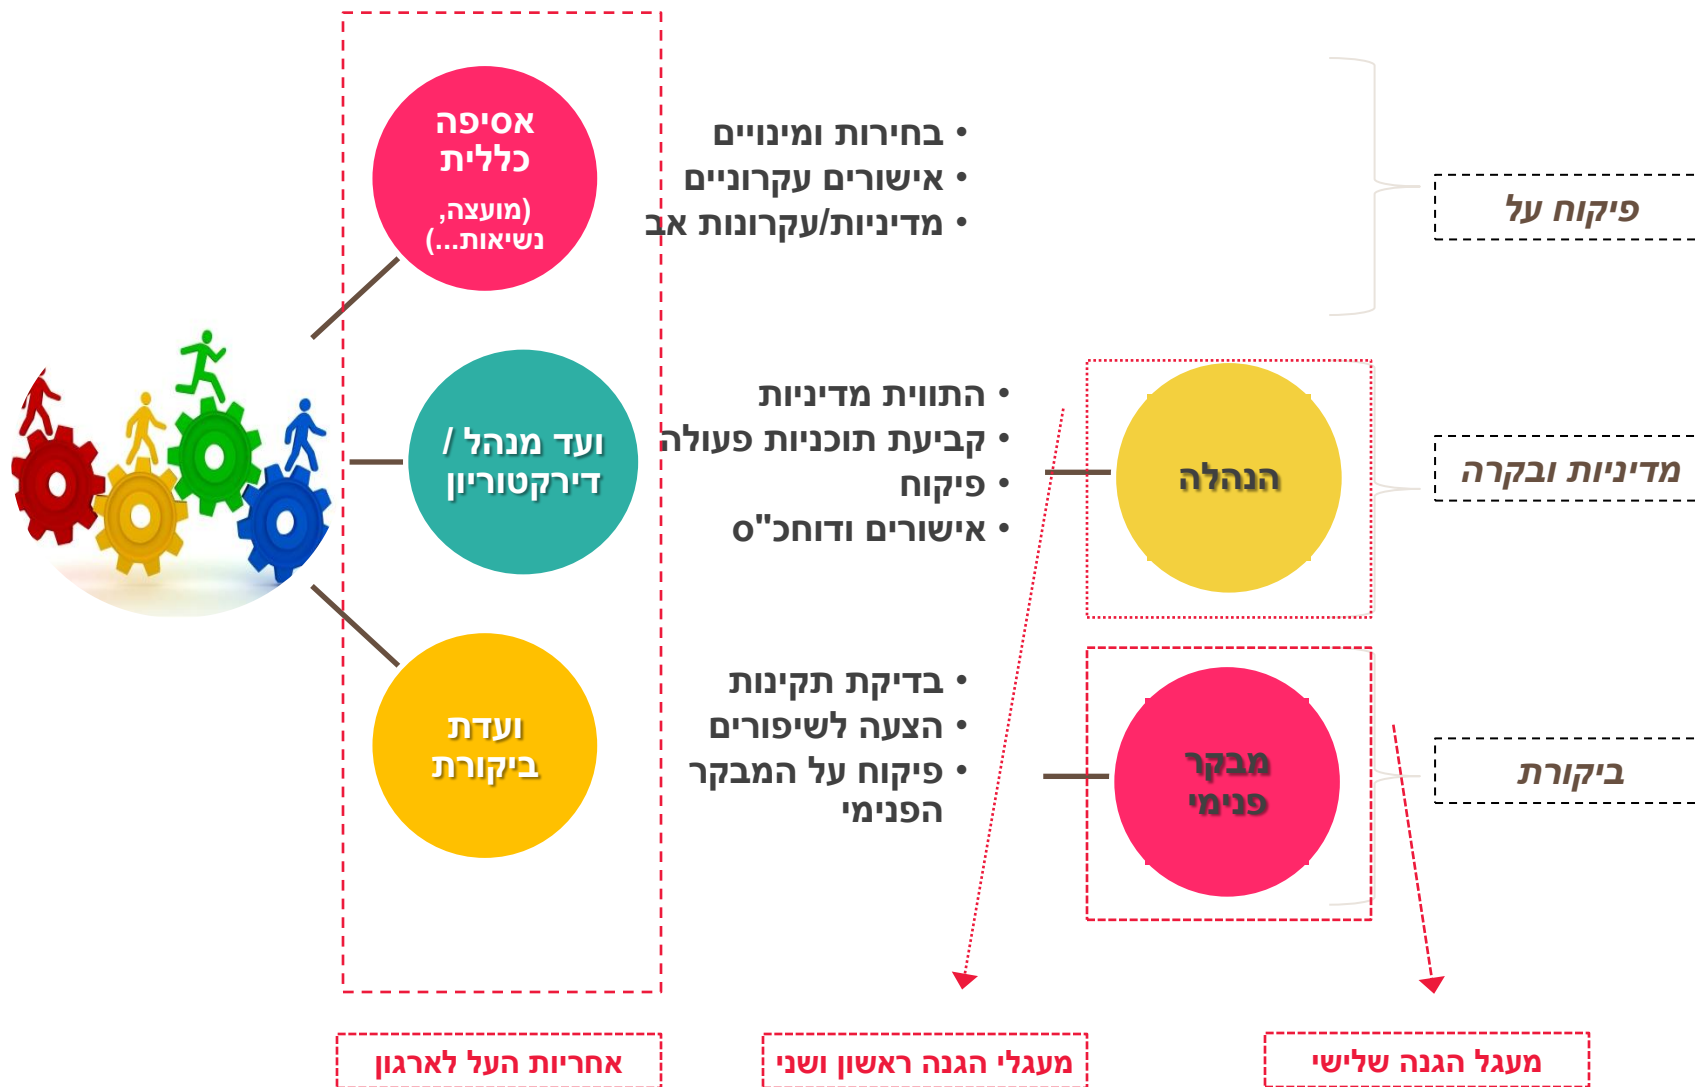 אסיפה
כללית
(מועצה,
נשיאות...)
• בחירות ומינויים
• אישורים עקרוניים
• מדיניות/עקרונות אב
פיקוח על
ועד מנהל /
דירקטוריון
• התווית מדיניות
• קביעת תוכניות פעולה
• פיקוח
• אישורים ודוחכ"ס
הנהלה
מדיניות ובקרה
ועדת
ביקורת
• בדיקת תקינות
• הצעה לשיפורים
• פיקוח על המבקר
הפנימי
מבקר
פנימי
ביקורת
אחריות העל לארגון
מעגלי הגנה ראשון ושני
מעגל הגנה שלישי